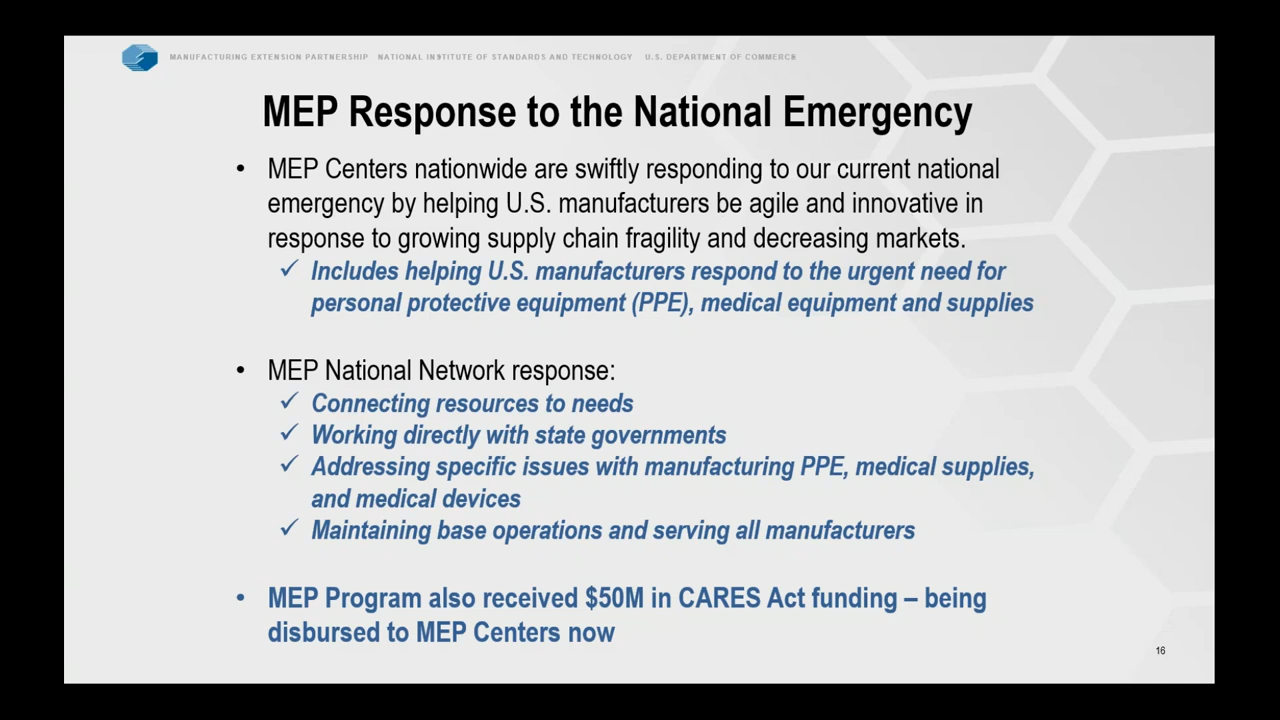 MANUFACTURING EXTENSION PARTNERSHIP NATIONAL INSTITUTE OF STANDARDS AND TECHNOLOGY U.S. DEPARTMENT OF COMMERCE
MEP Response to the National Emergency
• MEP Centers nationwide are swiftly responding to our current national
emergency by helping U.S. manufacturers be agile and innovative in
response to growing supply chain fragility and decreasing markets.
✓ Includes helping U.S. manufacturers respond to the urgent need for
personal protective equipment (PPE), medical equipment and supplies
• MEP National Network response:
✓ Connecting resources to needs
✓ Working directly with state governments
✓ Addressing specific issues with manufacturing PPE, medical supplies,
and medical devices
✓ Maintaining base operations and serving all manufacturers
• MEP Program also received $50M in CARES Act funding – being
disbursed to MEP Centers now
16